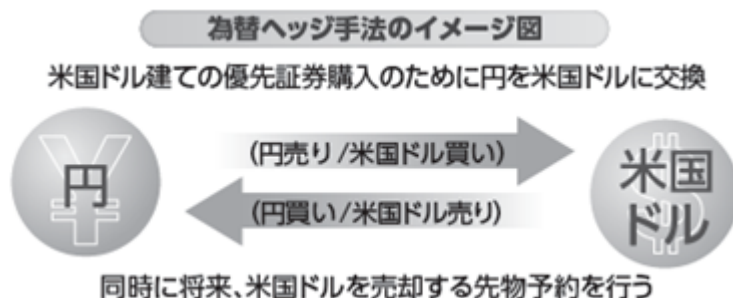 為替ヘッジ手法のイメージ図
米国ドル建ての優先証券購入のために円を米国ドルに交換
円
(円売り/米国ドル買い)
(円買い/米国ドル売り)
米国
ドル
同時に将来、米国ドルを売却する先物予約を行う